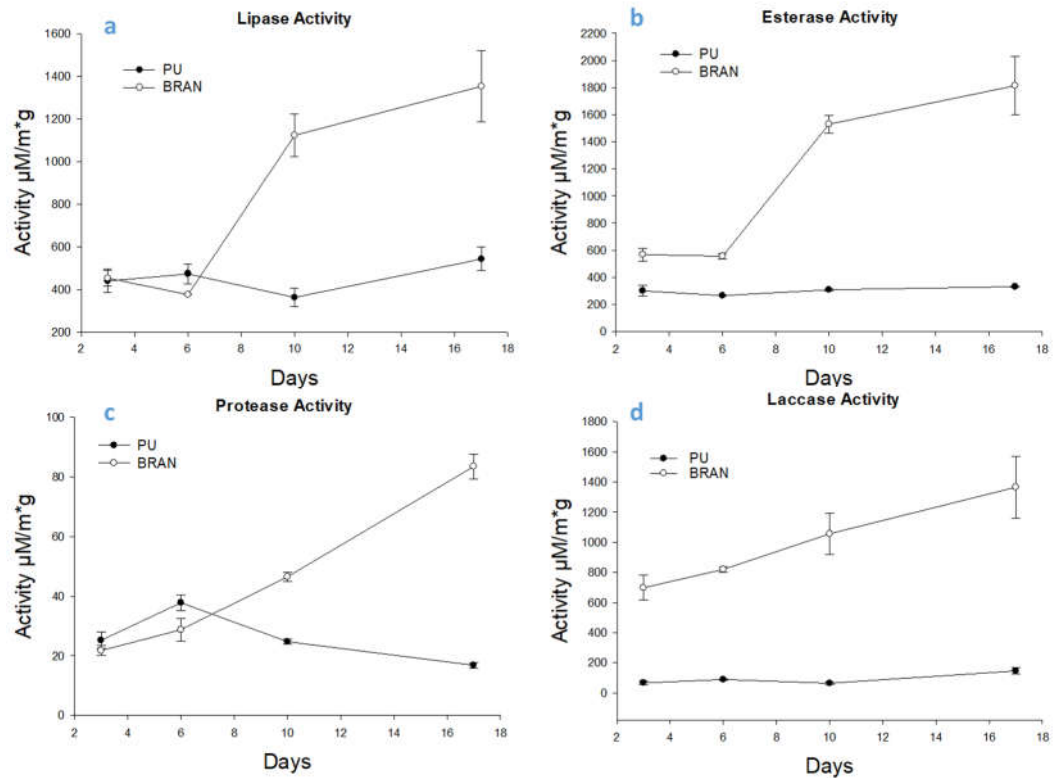 a
Lipase Activity
1600
1400
1200
1000
800
600
400
200
PU
BRAN
Activity µM/m*g
2 4 6 8 10 12 14 16 18
Days
b
Esterase Activity
2200
2000
1800
1600
1400
1200
1000
800
600
400
200
0
PU
BRAN
Activity µM/m*g
2 4 6 8 10 12 14 16 18
Days
c
Protease Activity
100
80
60
40
20
0
PU
BRAN
Activity µM/m*g
2 4 6 8 10 12 14 16 18
Days
d
Laccase Activity
1800
1600
1400
1200
1000
800
600
400
200
0
PU
BRAN
Activity µM/m*g
2 4 6 8 10 12 14 16 18
Days